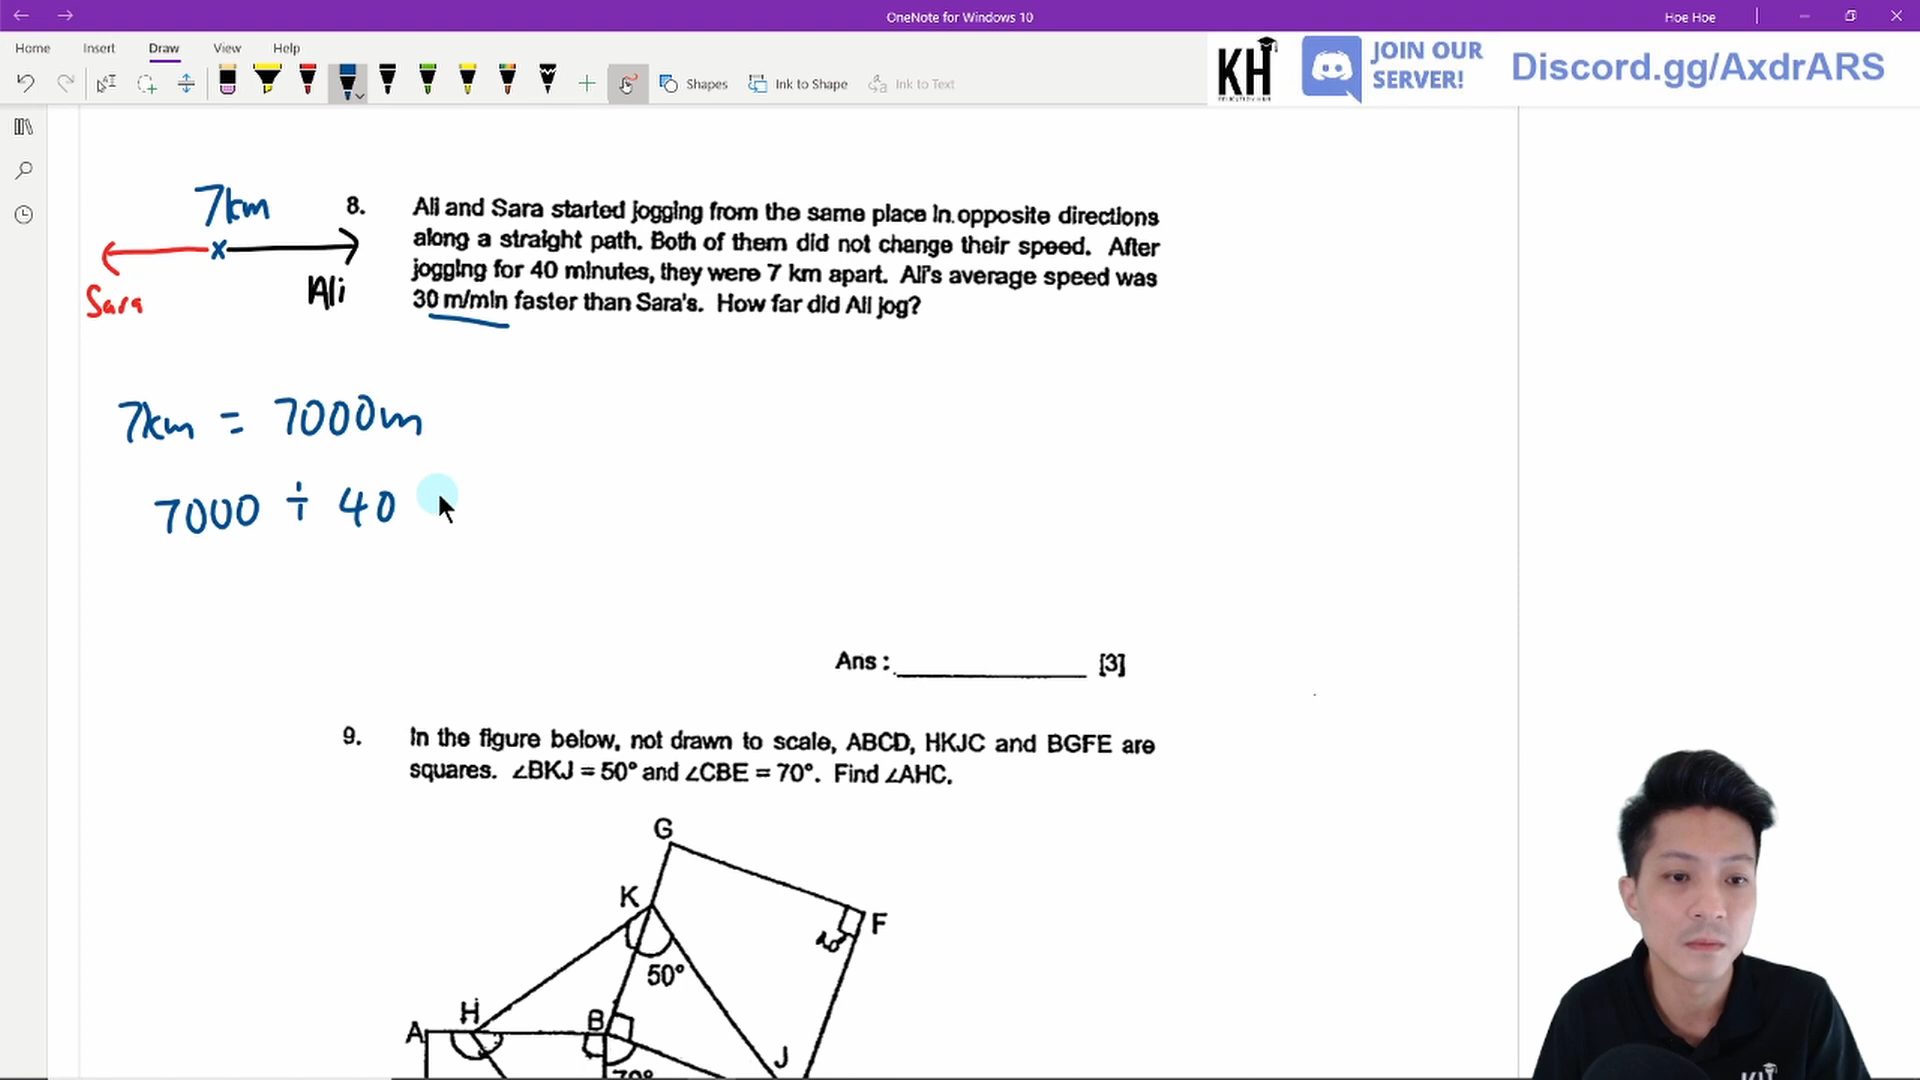 OneNote for Windows 10
Hoe Hoe
Home Insert Draw View Help
Shapes
Ink to Shape
Ink to Text
KH
JOIN OUR
SERVER!
Discord.gg/AxdrARS
7km
Sara
Ali
8. Ali and Sara started jogging from the same place in opposite directions
along a straight path. Both of them did not change their speed. After
jogging for 40 minutes, they were 7 km apart. Ali's average speed was
30 m/min faster than Sara's. How far did Ali jog?
7km = 7000m
7000 ÷ 40
Ans : ____________ [3]
9. In the figure below, not drawn to scale, ABCD, HKJC and BGFE are
squares. ∠BKJ = 50° and ∠CBE = 70°. Find ∠AHC.
G
K
F
50°
H
A
B
J
70°
KH